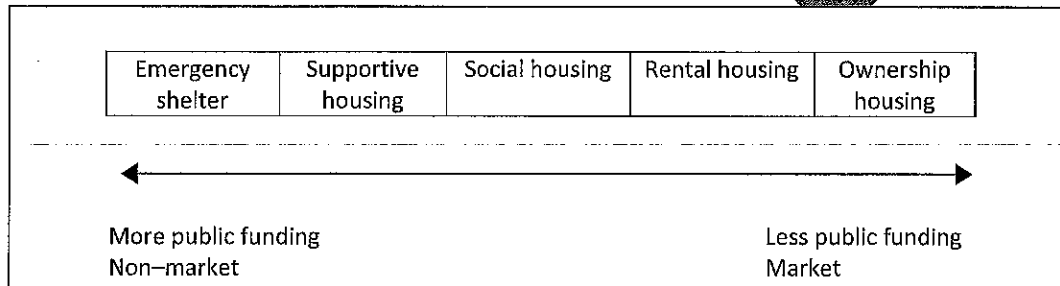 Emergency shelter
Supportive housing
Social housing
Rental housing
Ownership housing
More public funding
Non–market
Less public funding
Market